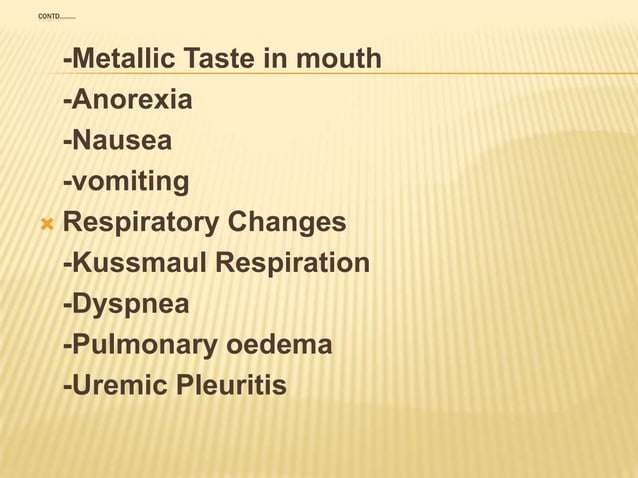 CONTD.........
-Metallic Taste in mouth
-Anorexia
-Nausea
-vomiting
Respiratory Changes
-Kussmaul Respiration
-Dyspnea
-Pulmonary oedema
-Uremic Pleuritis